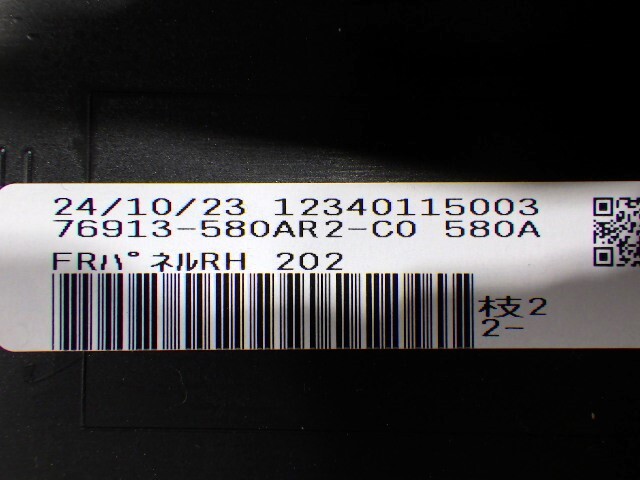 24/10/23 12340115003
76913-580AR2-C0 580A
FRﾊﾟﾈﾙRH 202
枝2
2-